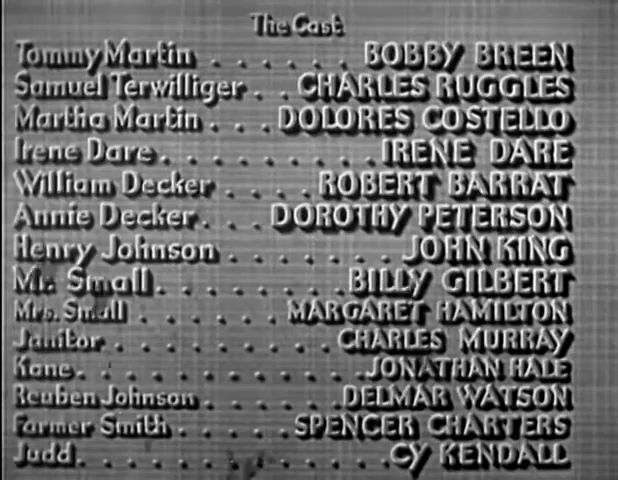 The Cast
Tommy Martin . . . . . . BOBBY BREEN
Samuel Terwilliger . . CHARLES RUGGLES
Martha Martin . . . DOLORES COSTELLO
Irene Dare . . . . . . . . . IRENE DARE
William Decker . . . . ROBERT BARRAT
Annie Decker . . . DOROTHY PETERSON
Henry Johnson . . . . . . . JOHN KING
Mr. Small . . . . . . . . BILLY GILBERT
Mrs. Small . . . . . . MARGARET HAMILTON
Janitor . . . . . . . . . CHARLES MURRAY
Kane . . . . . . . . . . . . JONATHAN HALE
Reuben Johnson . . . . . DELMAR WATSON
Farmer Smith . . . . . SPENCER CHARTERS
Judd . . . . . . . . . . . . . CY KENDALL